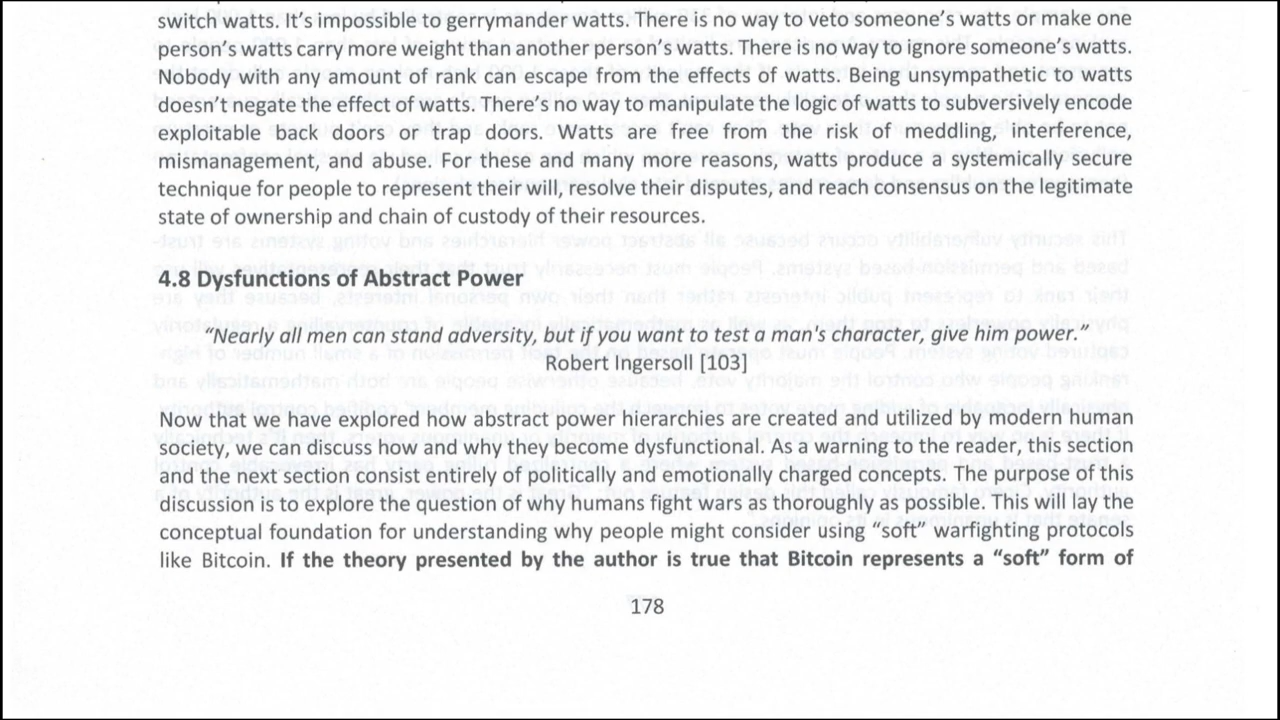 switch watts. It’s impossible to gerrymander watts. There is no way to veto someone’s watts or make one
person’s watts carry more weight than another person’s watts. There is no way to ignore someone’s watts.
Nobody with any amount of rank can escape from the effects of watts. Being unsympathetic to watts
doesn’t negate the effect of watts. There’s no way to manipulate the logic of watts to subversively encode
exploitable back doors or trap doors. Watts are free from the risk of meddling, interference,
mismanagement, and abuse. For these and many more reasons, watts produce a systemically secure
technique for people to represent their will, resolve their disputes, and reach consensus on the legitimate
state of ownership and chain of custody of their resources.
4.8 Dysfunctions of Abstract Power
“Nearly all men can stand adversity, but if you want to test a man's character, give him power.”
Robert Ingersoll [103]
Now that we have explored how abstract power hierarchies are created and utilized by modern human
society, we can discuss how and why they become dysfunctional. As a warning to the reader, this section
and the next section consist entirely of politically and emotionally charged concepts. The purpose of this
discussion is to explore the question of why humans fight wars as thoroughly as possible. This will lay the
conceptual foundation for understanding why people might consider using “soft” warfighting protocols
like Bitcoin. If the theory presented by the author is true that Bitcoin represents a “soft” form of
178